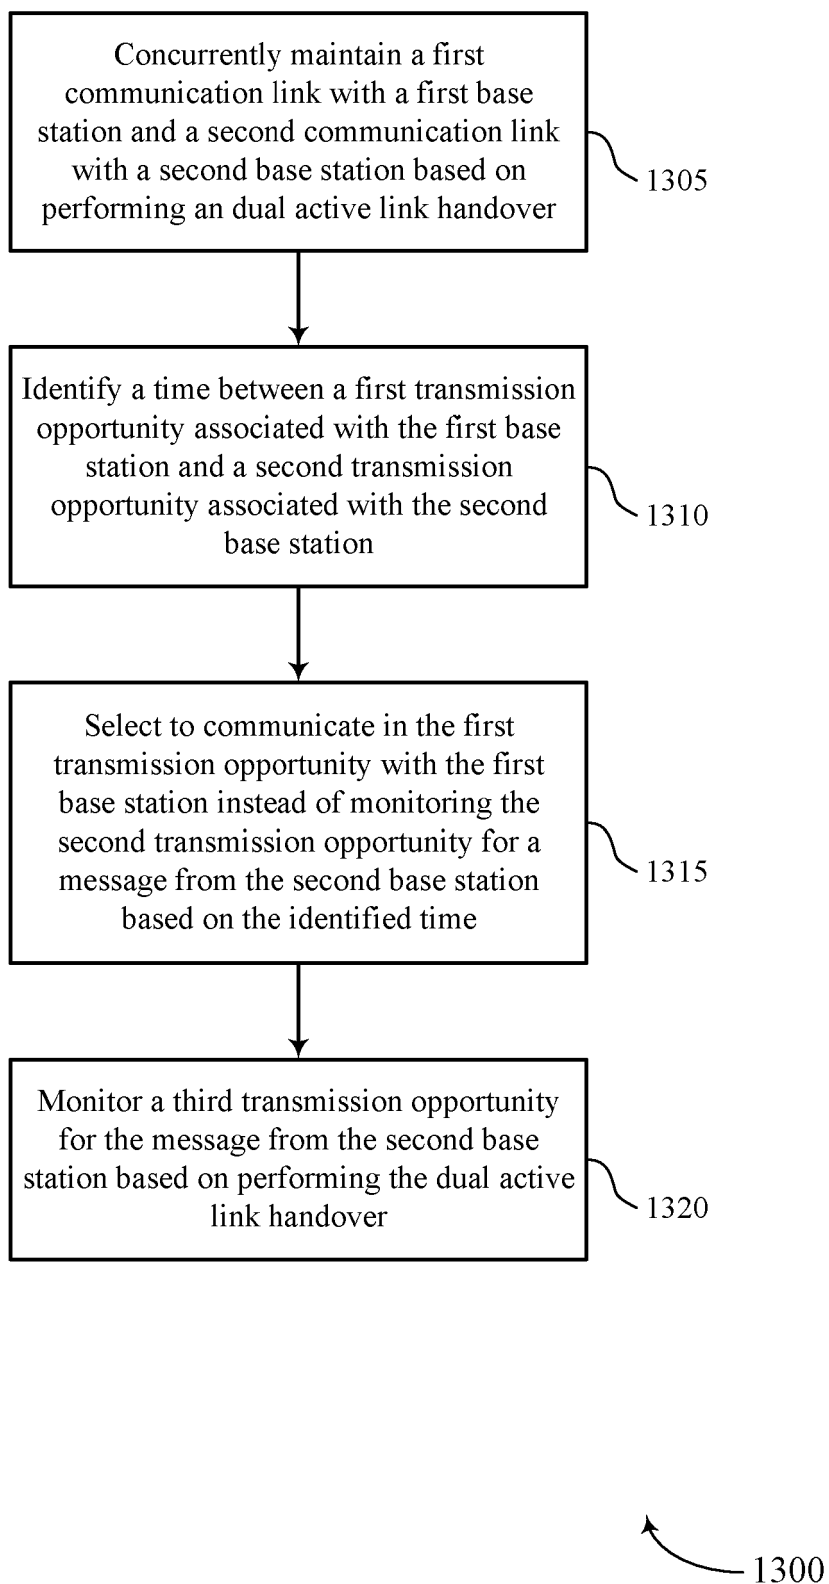 Concurrently maintain a first
communication link with a first base
station and a second communication link
with a second base station based on
performing an dual active link handover
1305
Identify a time between a first transmission
opportunity associated with the first base
station and a second transmission
opportunity associated with the second
base station
1310
Select to communicate in the first
transmission opportunity with the first
base station instead of monitoring the
second transmission opportunity for a
message from the second base station
based on the identified time
1315
Monitor a third transmission opportunity
for the message from the second base
station based on performing the dual active
link handover
1320
1300